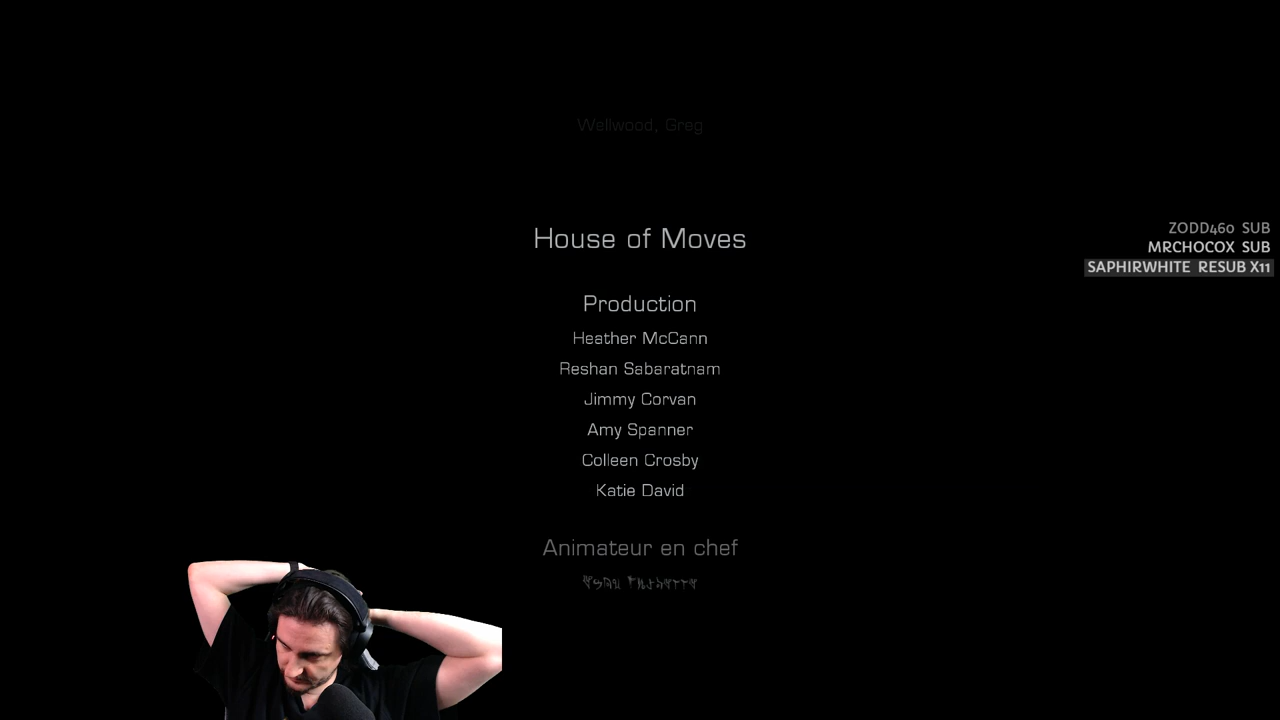 Wellwood, Greg
House of Moves
Production
Heather McCann
Reshan Sabaratnam
Jimmy Corvan
Amy Spanner
Colleen Crosby
Katie David
Animateur en chef
ZODD460 SUB
MRCHOCOX SUB
SAPHIRWHITE RESUB X11